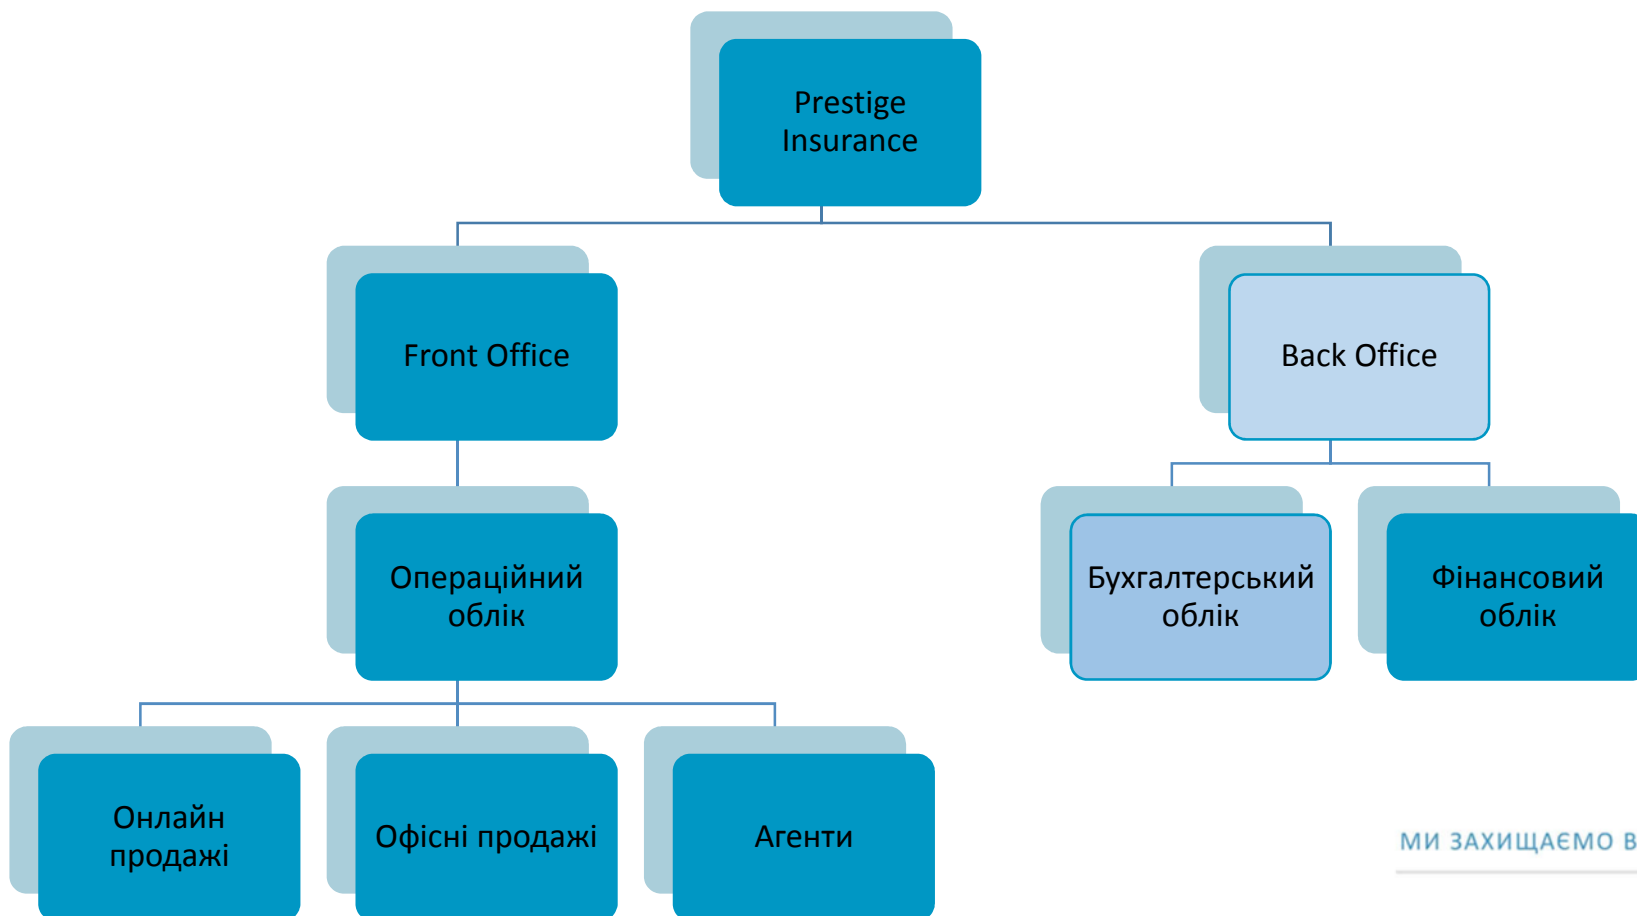 Prestige
Insurance
Front Office
Back Office
Операційний
облік
Бухгалтерський
облік
Фінансовий
облік
Онлайн
продажі
Офісні продажі
Агенти
МИ ЗАХИЩАЄМО В